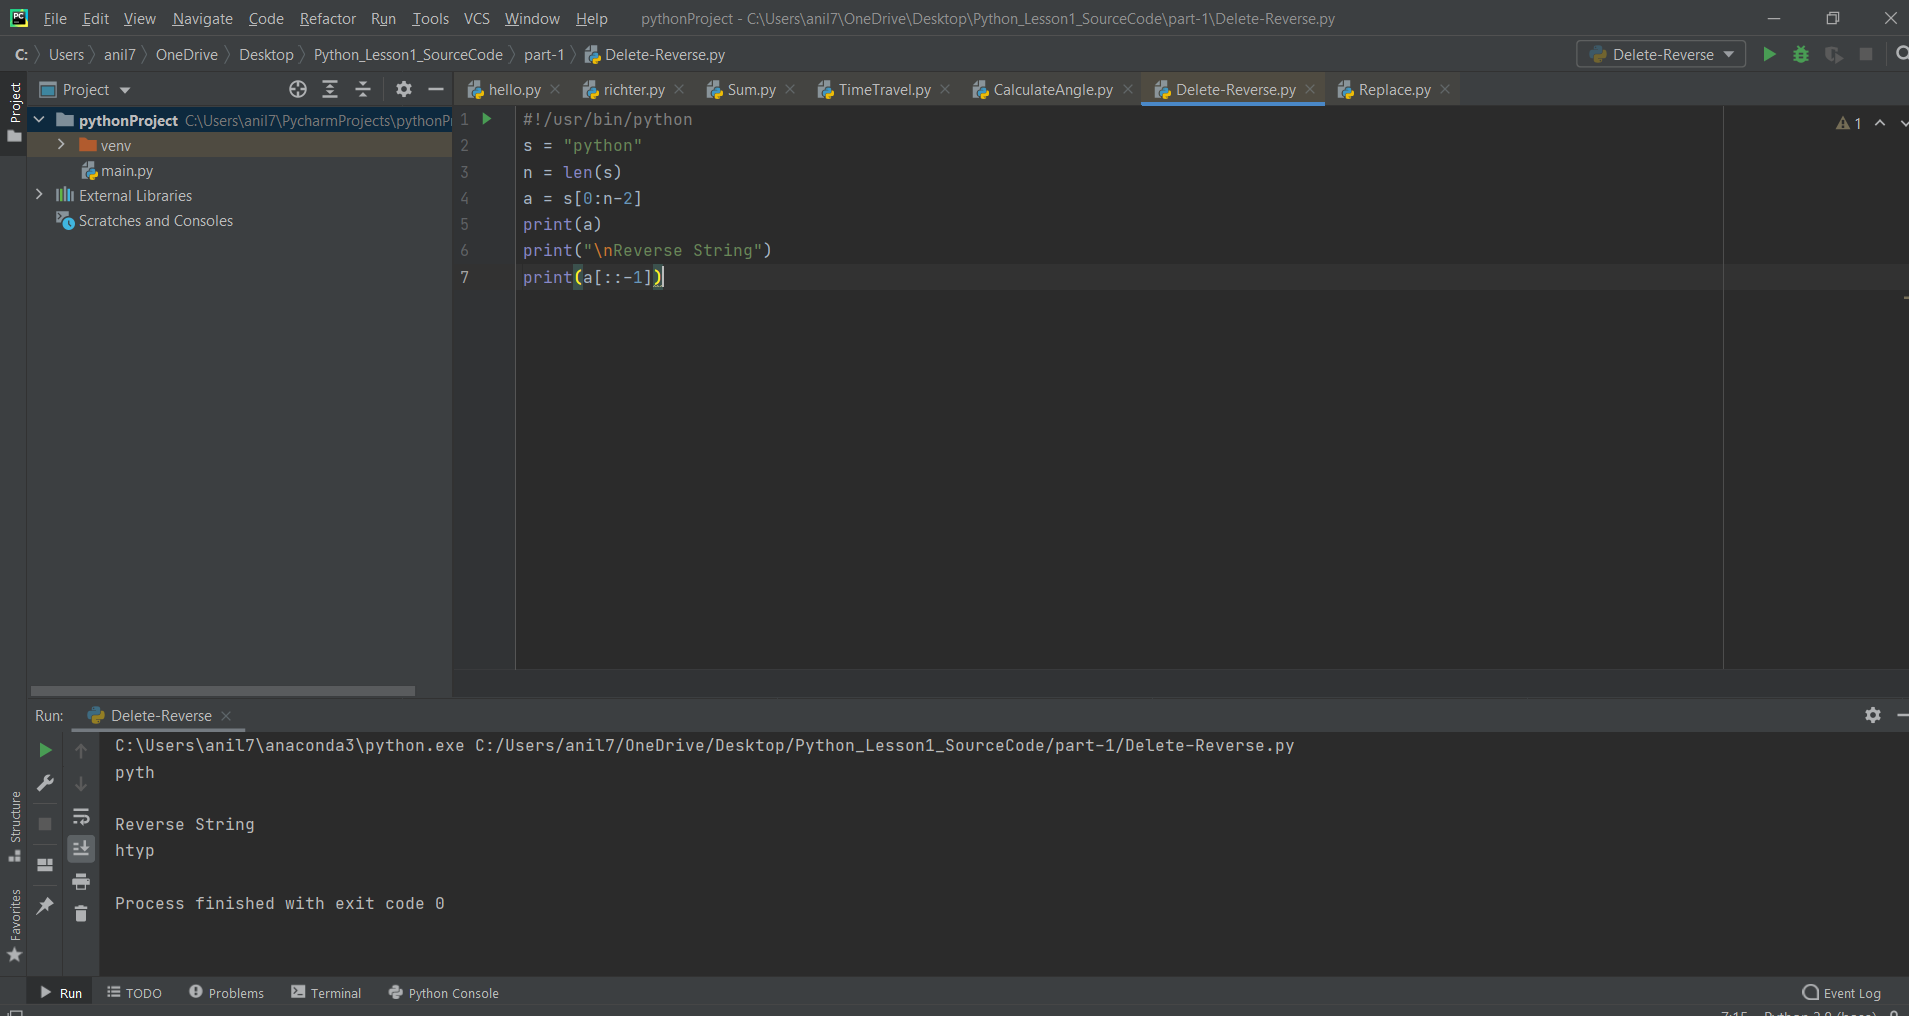 PC File Edit View Navigate Code Refactor Run Tools VCS Window Help pythonProject - C:\Users\anil7\OneDrive\Desktop\Python_Lesson1_SourceCode\part-1\Delete-Reverse.py
C: Users anil7 OneDrive Desktop Python_Lesson1_SourceCode part-1 Delete-Reverse.py Delete-Reverse
Project
Project
hello.py richter.py Sum.py TimeTravel.py CalculateAngle.py Delete-Reverse.py Replace.py
pythonProject C:\Users\anil7\PycharmProjects\pythonP
venv
main.py
External Libraries
Scratches and Consoles
1 #!/usr/bin/python
2 s = "python"
3 n = len(s)
4 a = s[0:n-2]
5 print(a)
6 print("\nReverse String")
7 print(a[::-1])
1
Run: Delete-Reverse
C:\Users\anil7\anaconda3\python.exe C:/Users/anil7/OneDrive/Desktop/Python_Lesson1_SourceCode/part-1/Delete-Reverse.py
pyth
Reverse String
htyp
Process finished with exit code 0
Structure
Favorites
Run TODO Problems Terminal Python Console Event Log